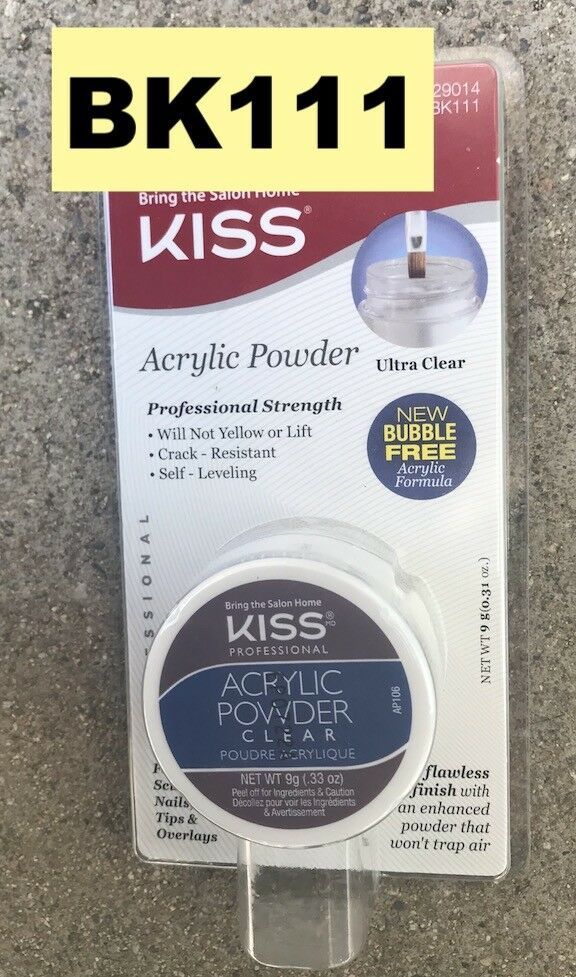 BK111
29014
BK111
Bring the Salon Home
KISS®
Acrylic Powder
Ultra Clear
Professional Strength
• Will Not Yellow or Lift
• Crack - Resistant
• Self - Leveling
NEW
BUBBLE
FREE
Acrylic
Formula
NET WT 9 g(0.31 oz.)
Bring the Salon Home
KISS®
MD
PROFESSIONAL
ACRYLIC
POWDER
CLEAR
POUDRE ACRYLIQUE
AP106
NET WT 9g (.33 oz)
Peel off for Ingredients & Caution
Décollez pour voir les Ingrédients
& Avertissement
Nails,
Tips &
Overlays
flawless
finish with
an enhanced
powder that
won't trap air